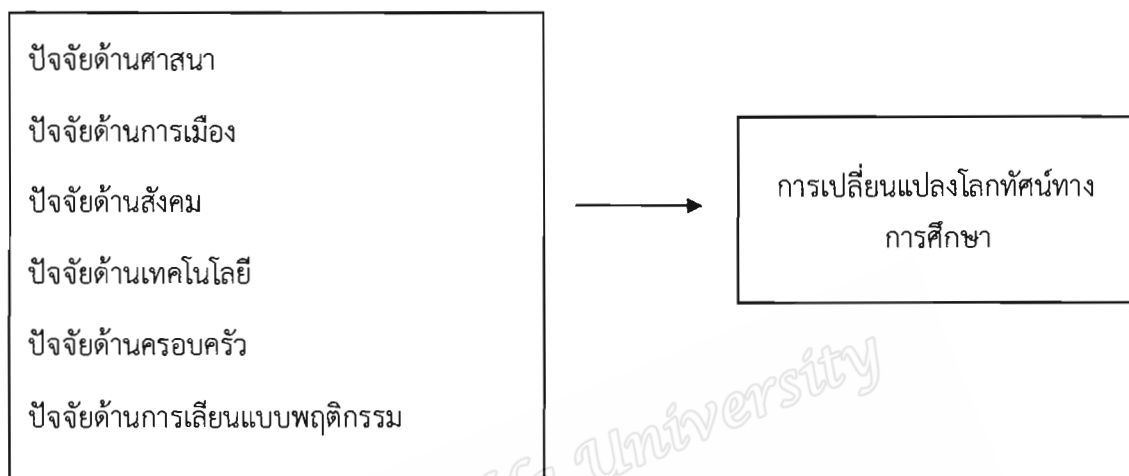 ปัจจัยด้านศาสนา
ปัจจัยด้านการเมือง
ปัจจัยด้านสังคม
ปัจจัยด้านเทคโนโลยี
ปัจจัยด้านครอบครัว
ปัจจัยด้านการเลียนแบบพฤติกรรม
การเปลี่ยนแปลงโลกทัศน์ทาง
การศึกษา
University